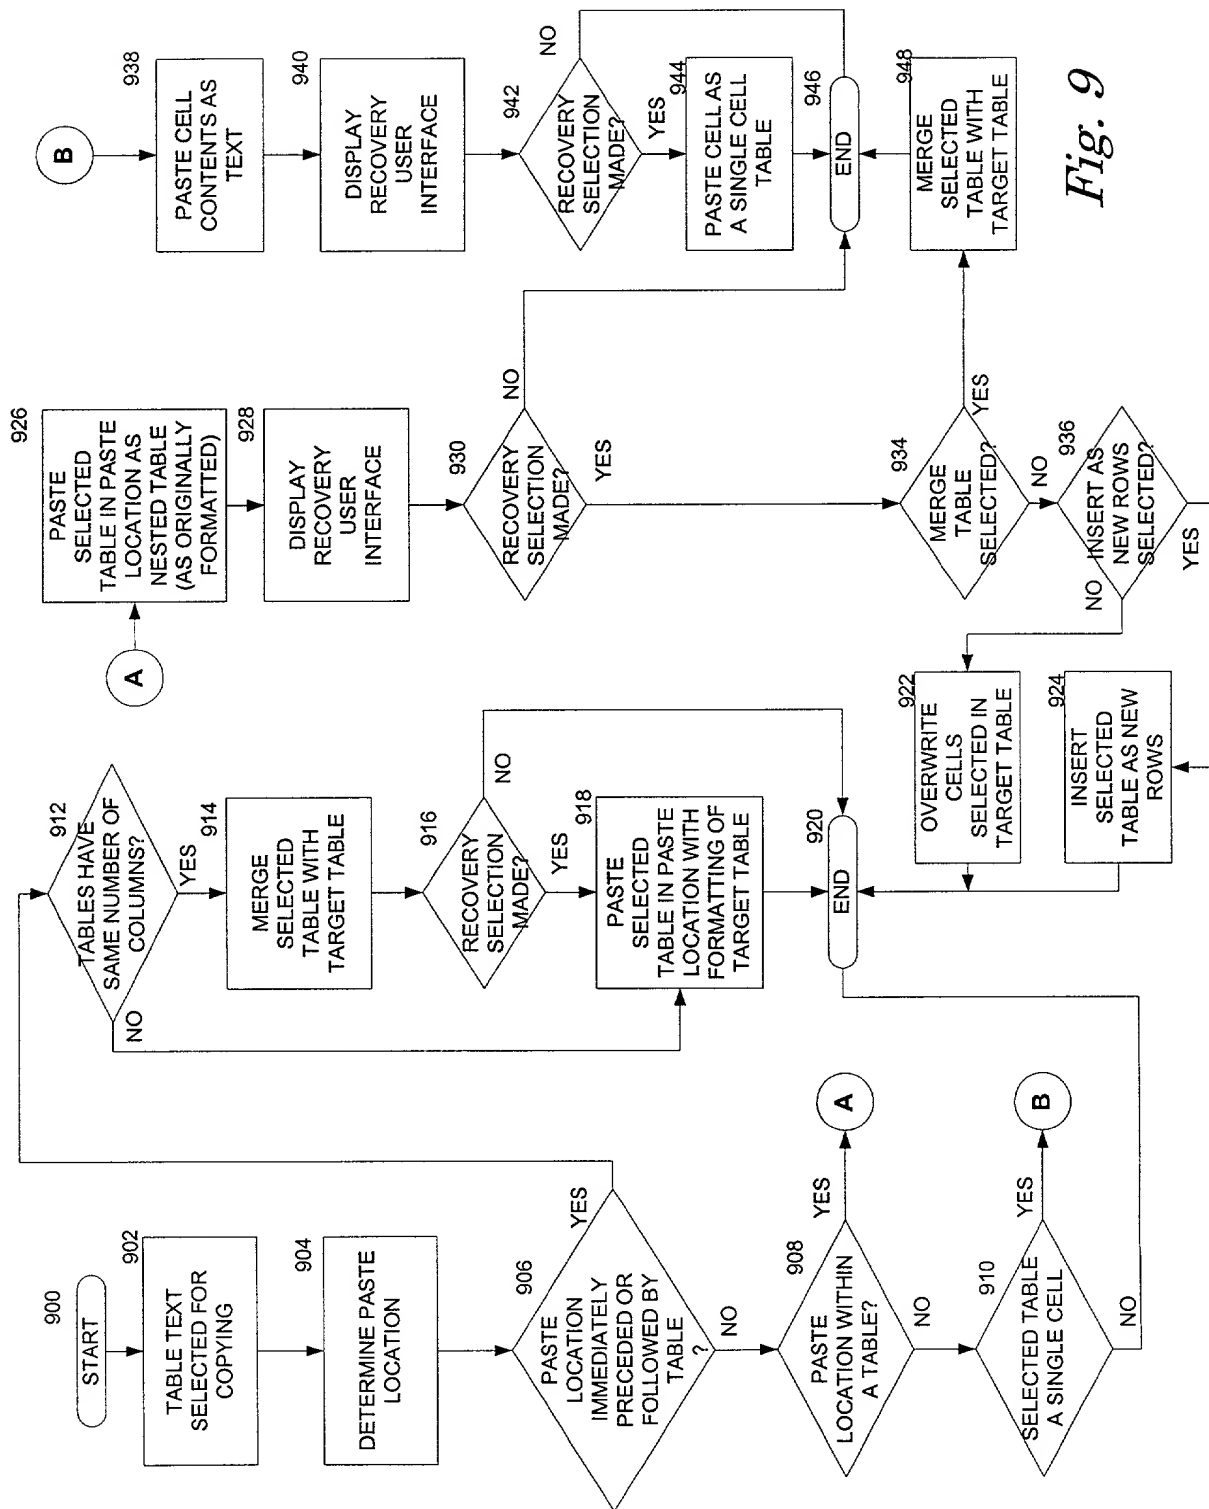 900
START
902
TABLE TEXT
SELECTED FOR
COPYING
904
DETERMINE PASTE
LOCATION
906
PASTE
LOCATION
IMMEDIATELY
PRECEDED OR
FOLLOWED BY
TABLE
?
YES
NO
908
PASTE
LOCATION WITHIN
A TABLE?
YES
A
NO
910
SELECTED TABLE
A SINGLE CELL
YES
B
NO
912
TABLES HAVE
SAME NUMBER OF
COLUMNS?
NO
YES
914
MERGE
SELECTED
TABLE WITH
TARGET TABLE
916
RECOVERY
SELECTION
MADE?
NO
YES
918
PASTE
SELECTED
TABLE IN PASTE
LOCATION WITH
FORMATTING OF
TARGET TABLE
920
END
922
OVERWRITE
CELLS
SELECTED IN
TARGET TABLE
924
INSERT
SELECTED
TABLE AS NEW
ROWS
A
926
PASTE
SELECTED
TABLE IN PASTE
LOCATION AS
NESTED TABLE
(AS ORIGINALLY
FORMATTED)
928
DISPLAY
RECOVERY
USER
INTERFACE
930
RECOVERY
SELECTION
MADE?
NO
YES
934
MERGE
TABLE
SELECTED?
YES
NO
936
INSERT AS
NEW ROWS
SELECTED?
NO
YES
B
938
PASTE CELL
CONTENTS AS
TEXT
940
DISPLAY
RECOVERY
USER
INTERFACE
942
RECOVERY
SELECTION
MADE?
NO
YES
944
PASTE CELL AS
A SINGLE CELL
TABLE
946
END
948
MERGE
SELECTED
TABLE WITH
TARGET TABLE
Fig. 9